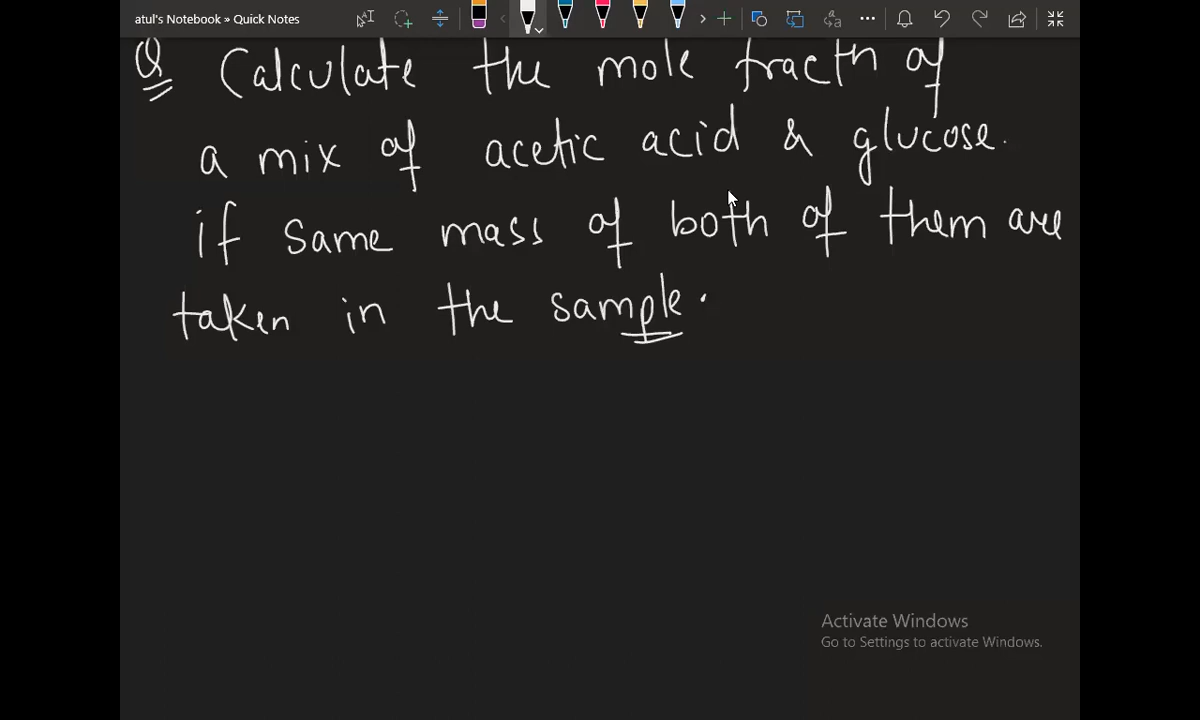 atul's Notebook » Quick Notes
Q Calculate the mole fractn of
a mix of acetic acid & glucose.
if same mass of both of them are
taken in the sample.
Activate Windows
Go to Settings to activate Windows.